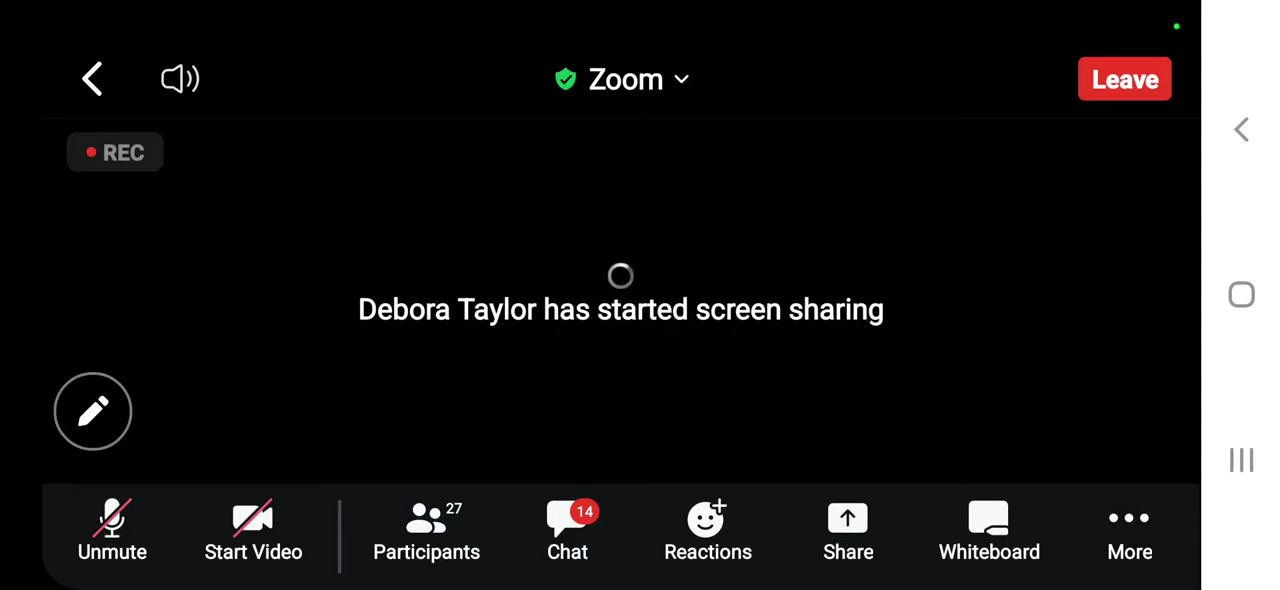 Zoom
Leave
REC
Debora Taylor has started screen sharing
27
14
Unmute
Start Video
Participants
Chat
Reactions
Share
Whiteboard
More